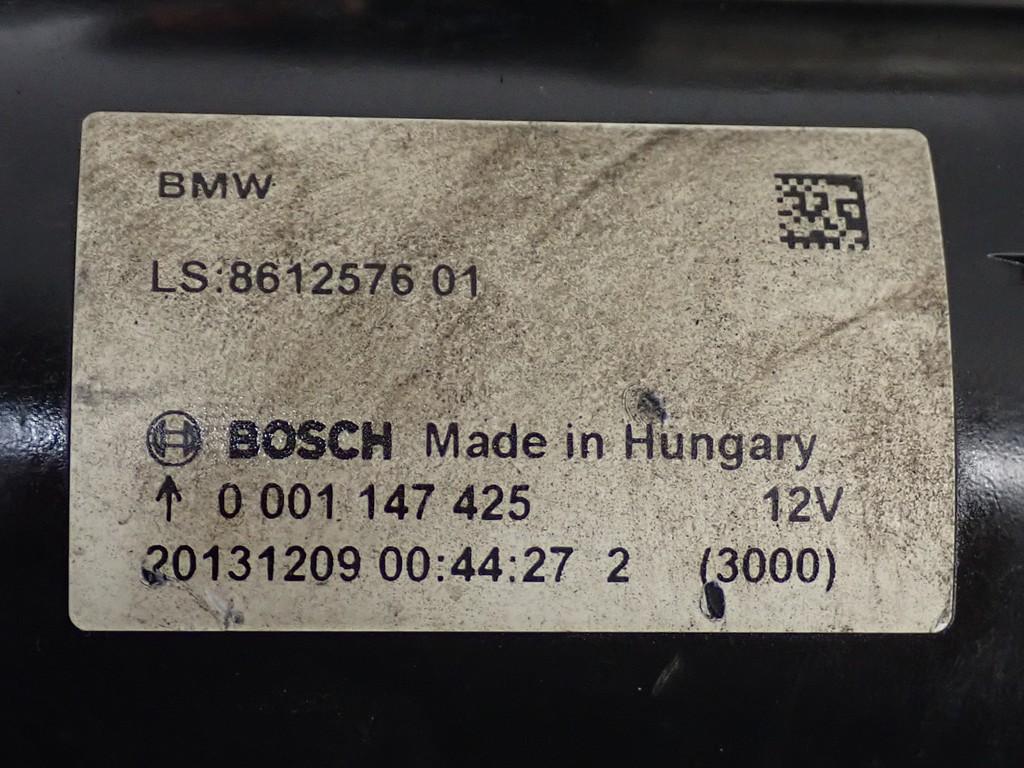 BMW
LS:8612576 01
BOSCH Made in Hungary
↑ 0 001 147 425 12V
20131209 00:44:27 2 (3000)